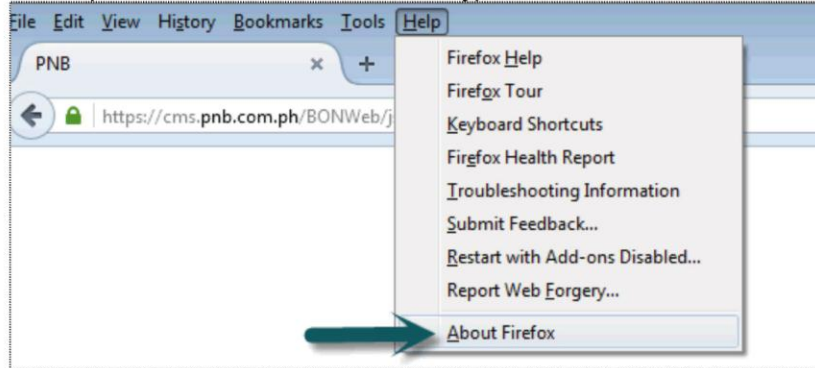 File Edit View History Bookmarks Tools Help
PNB × +
https://cms.pnb.com.ph/BONWeb/j
Firefox Help
Firefox Tour
Keyboard Shortcuts
Firefox Health Report
Troubleshooting Information
Submit Feedback...
Restart with Add-ons Disabled...
Report Web Forgery...
About Firefox